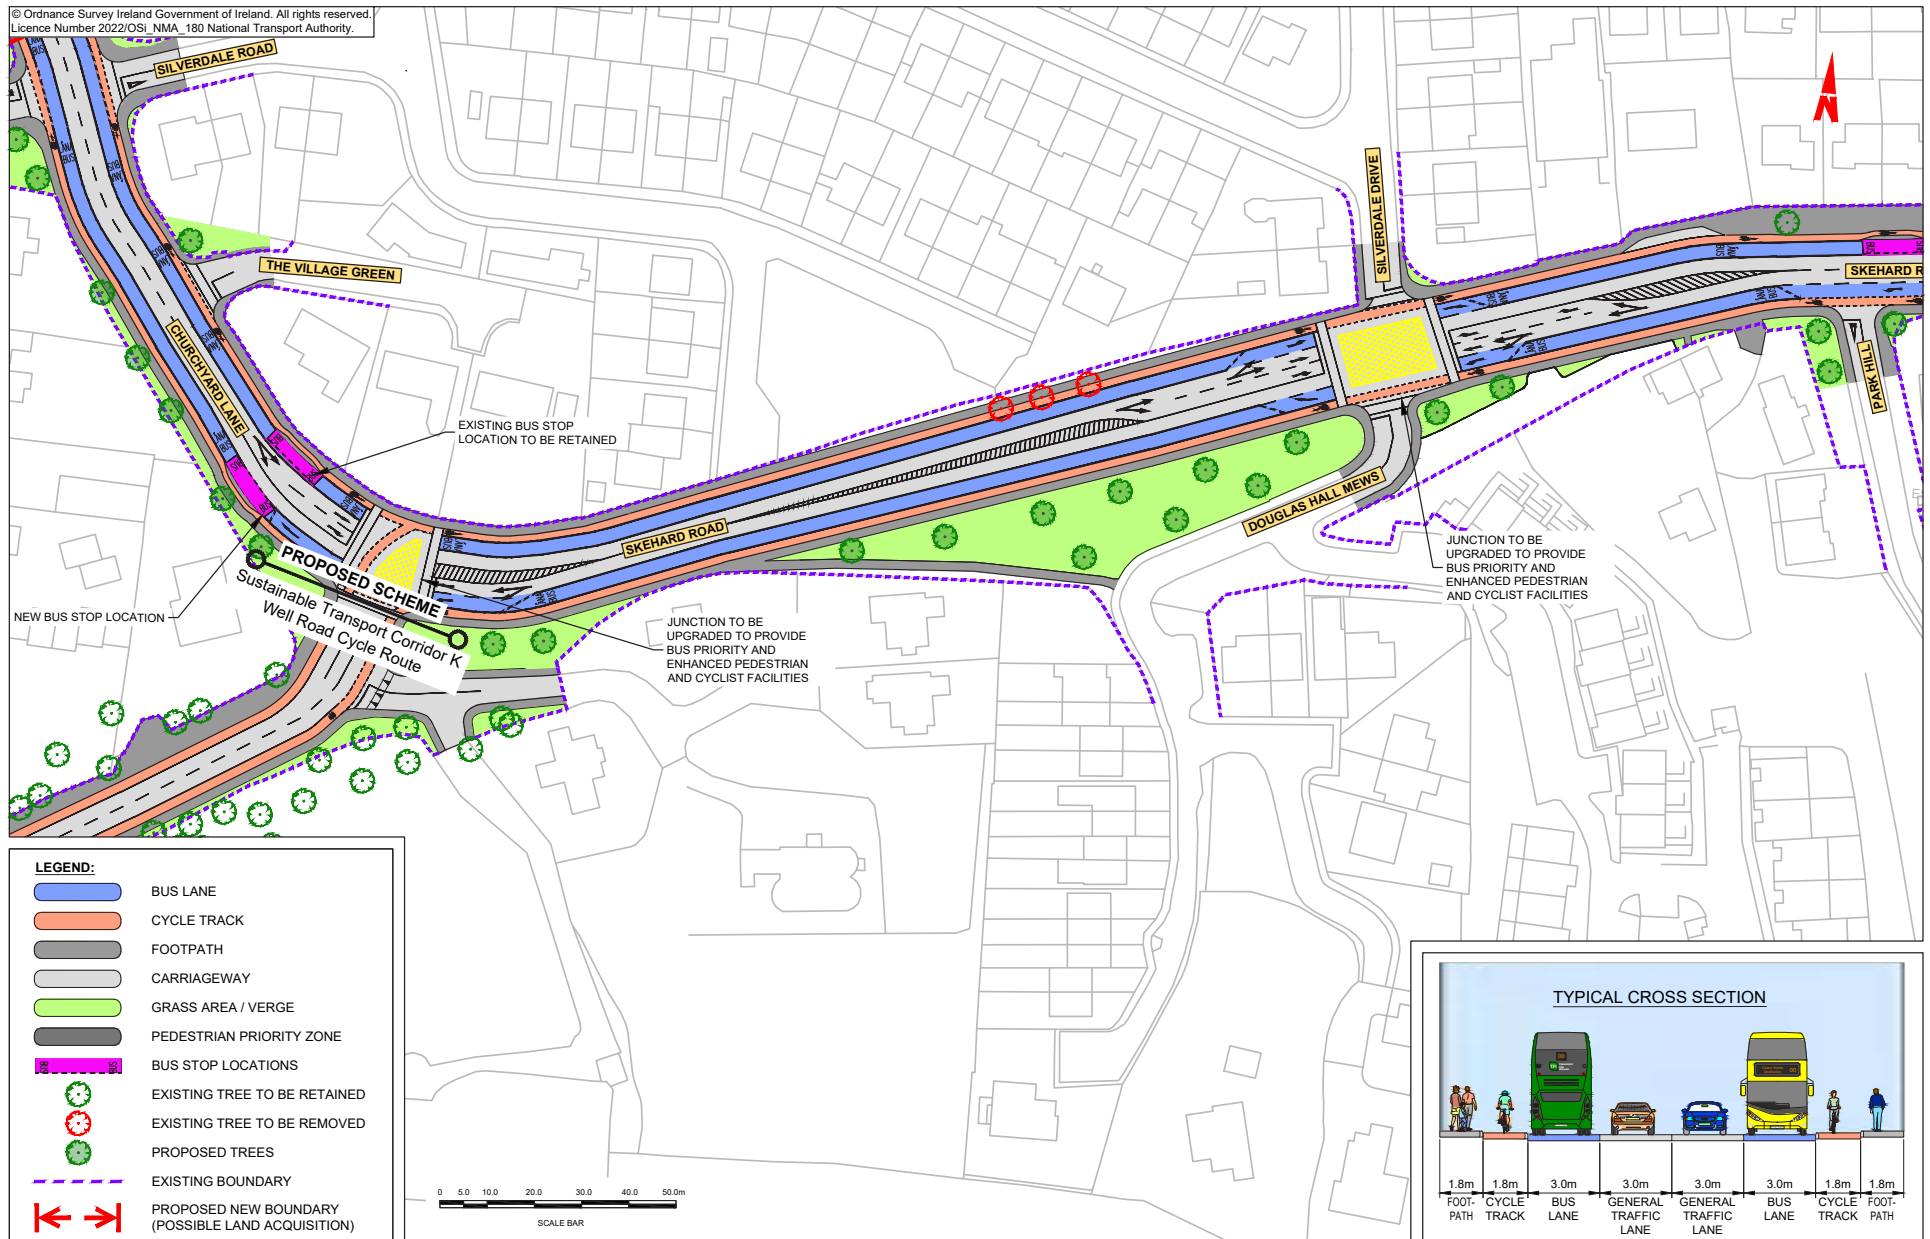 © Ordnance Survey Ireland Government of Ireland. All rights reserved.
Licence Number 2022/OSi_NMA_180 National Transport Authority.
SILVERDALE ROAD
THE VILLAGE GREEN
CHURCHYARD LANE
SILVERDALE DRIVE
SKEHARD R
PARK HILL
EXISTING BUS STOP
LOCATION TO BE RETAINED
SKEHARD ROAD
DOUGLAS HALL MEWS
JUNCTION TO BE
UPGRADED TO PROVIDE
BUS PRIORITY AND
ENHANCED PEDESTRIAN
AND CYCLIST FACILITIES
PROPOSED SCHEME
Sustainable Transport Corridor K
Well Road Cycle Route
NEW BUS STOP LOCATION
JUNCTION TO BE
UPGRADED TO PROVIDE
BUS PRIORITY AND
ENHANCED PEDESTRIAN
AND CYCLIST FACILITIES
LEGEND:
BUS LANE
CYCLE TRACK
FOOTPATH
CARRIAGEWAY
GRASS AREA / VERGE
PEDESTRIAN PRIORITY ZONE
BUS BUS
BUS STOP LOCATIONS
EXISTING TREE TO BE RETAINED
EXISTING TREE TO BE REMOVED
PROPOSED TREES
EXISTING BOUNDARY
PROPOSED NEW BOUNDARY
(POSSIBLE LAND ACQUISITION)
0 5.0 10.0 20.0 30.0 40.0 50.0m
SCALE BAR
TYPICAL CROSS SECTION
1.8m 1.8m 3.0m 3.0m 3.0m 3.0m 1.8m 1.8m
FOOT- CYCLE BUS GENERAL GENERAL BUS CYCLE FOOT-
PATH TRACK LANE TRAFFIC TRAFFIC LANE TRACK PATH
LANE LANE